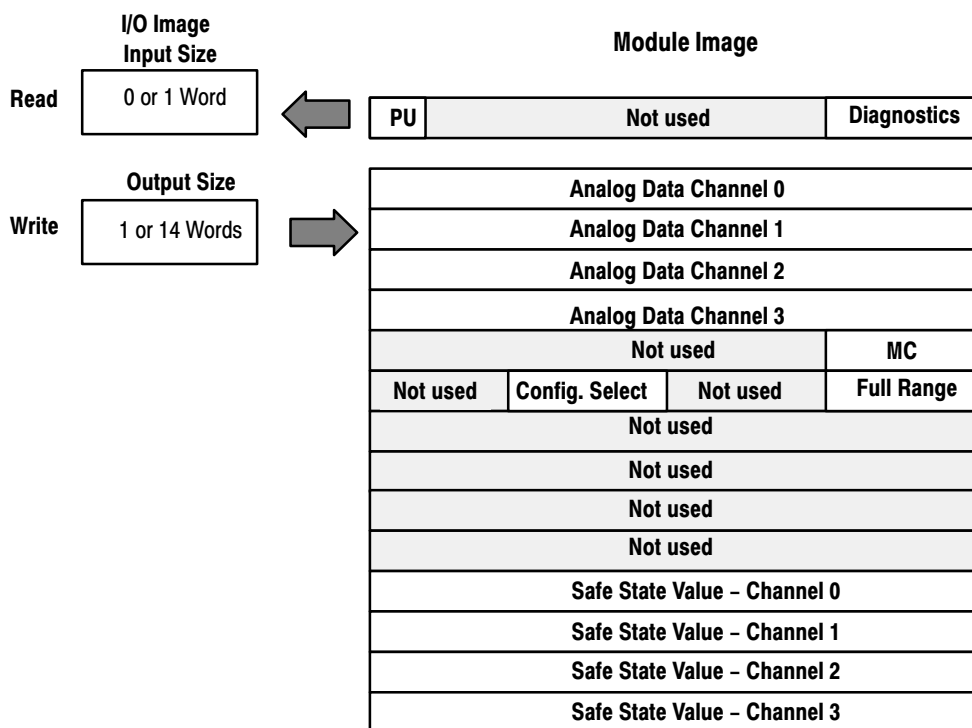 I/O Image
Input Size
Module Image
Read
0 or 1 Word
PU
Not used
Diagnostics
Output Size
Write
1 or 14 Words
Analog Data Channel 0
Analog Data Channel 1
Analog Data Channel 2
Analog Data Channel 3
Not used
MC
Not used
Config. Select
Not used
Full Range
Not used
Not used
Not used
Not used
Safe State Value – Channel 0
Safe State Value – Channel 1
Safe State Value – Channel 2
Safe State Value – Channel 3